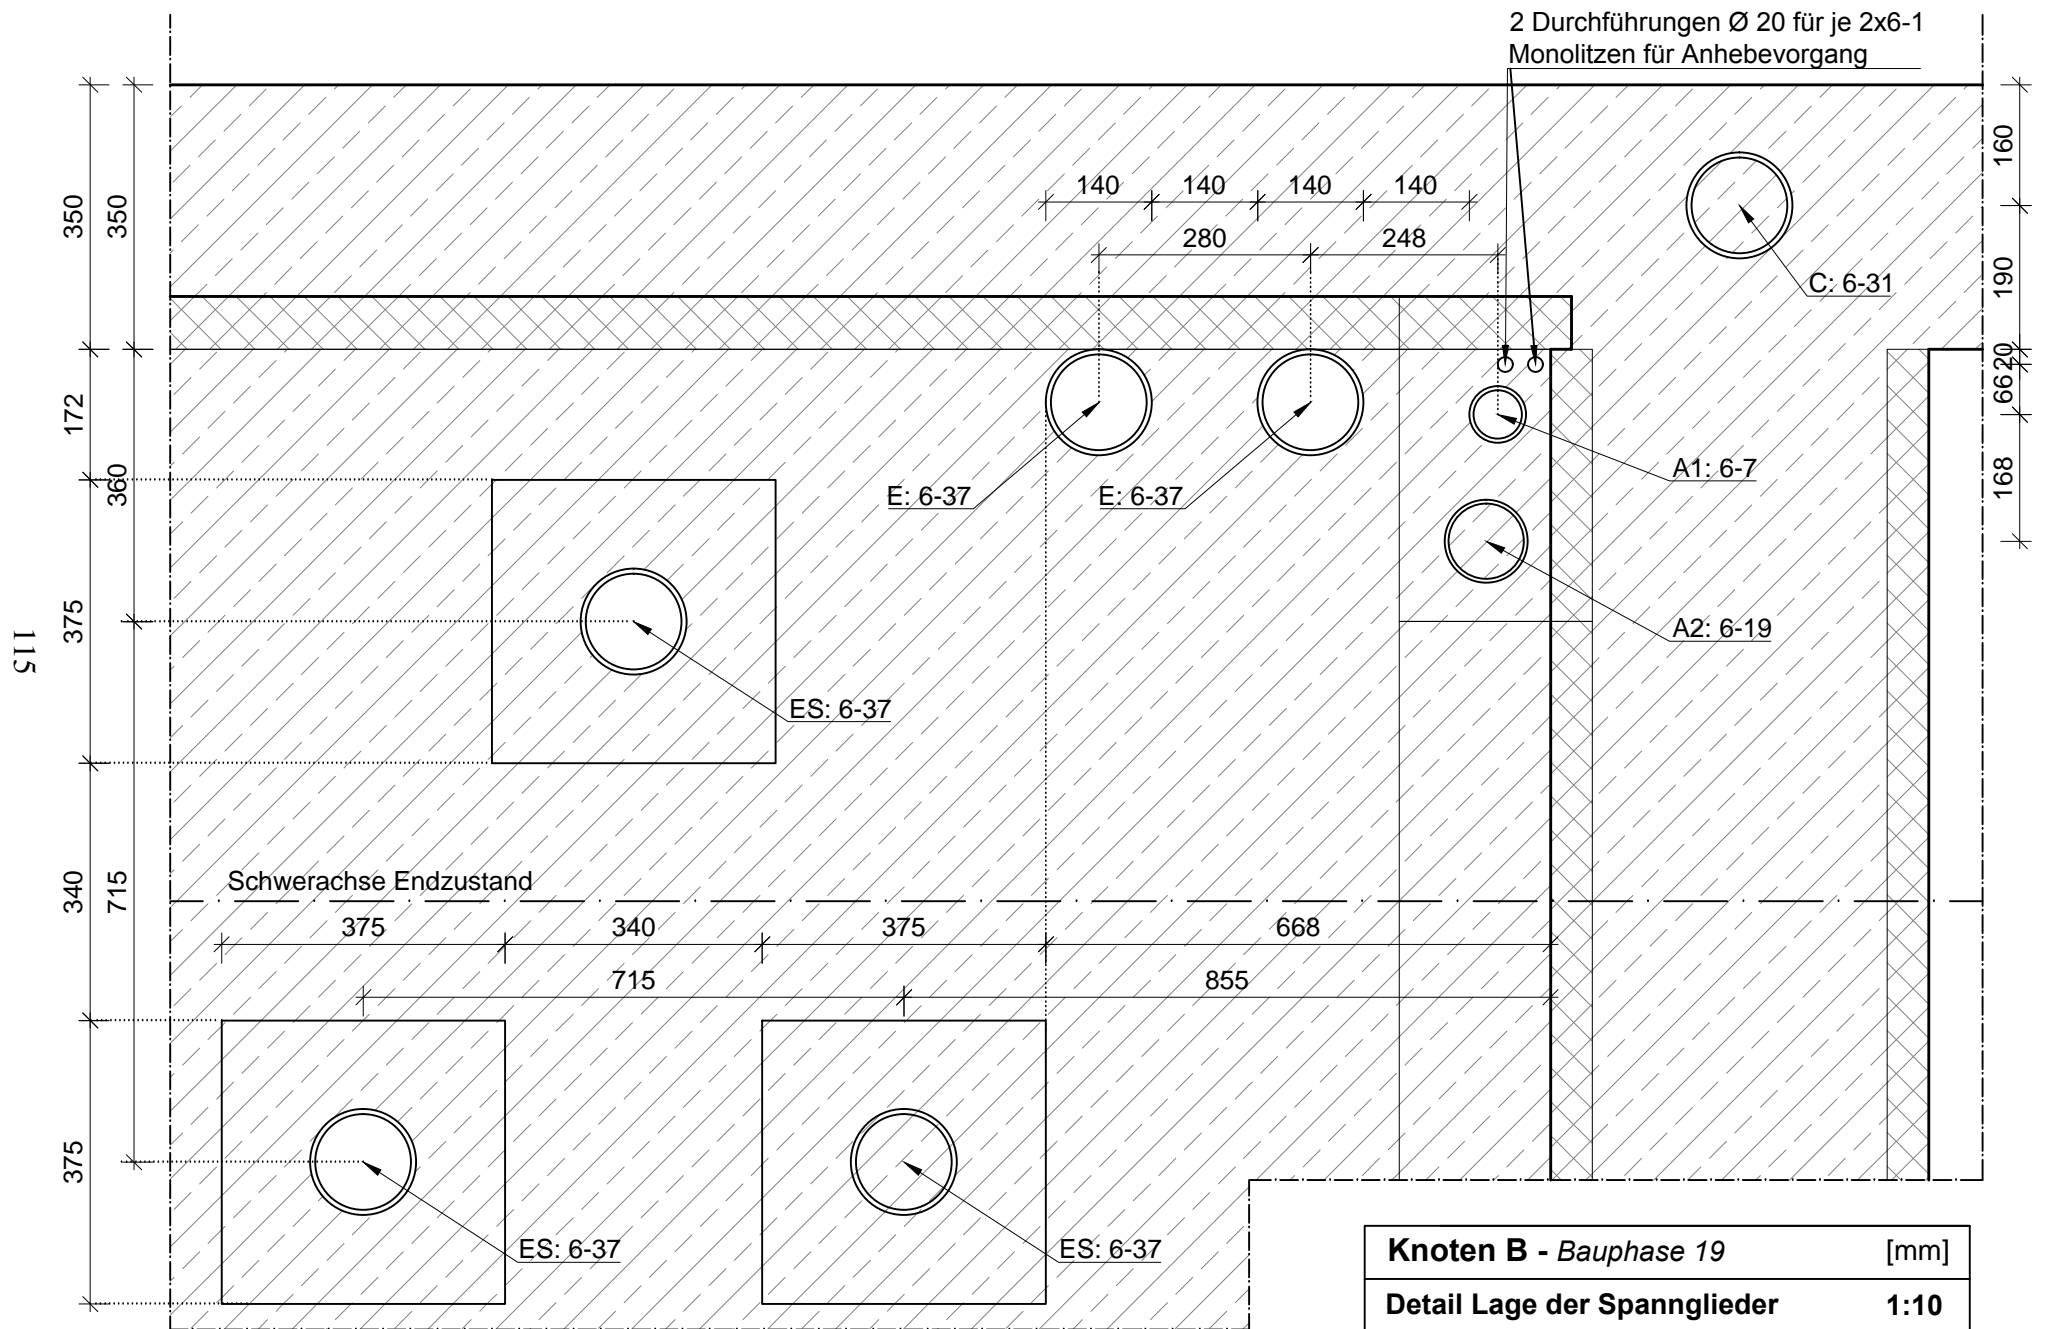 2 Durchführungen Ø 20 für je 2x6-1
Monolitzen für Anhebevorgang
140 140 140 140
280 248
350
350
160
190
20
66
168
C: 6-31
172
360
E: 6-37
E: 6-37
A1: 6-7
A2: 6-19
375
115
ES: 6-37
340
715
Schwerachse Endzustand
375 340 375 668
715 855
375
ES: 6-37
ES: 6-37
Knoten B - Bauphase 19 [mm]
Detail Lage der Spannglieder 1:10